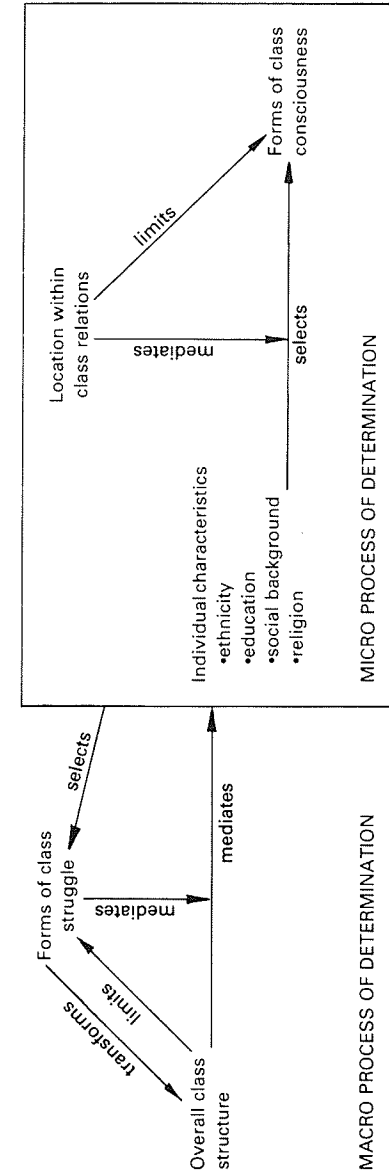 Forms of class
struggle
transforms
limits
mediates
selects
Overall class
structure
mediates
MACRO PROCESS OF DETERMINATION
Location within
class relations
limits
mediates
Individual characteristics
•ethnicity
•education
•social background
•religion
selects
Forms of class
consciousness
MICRO PROCESS OF DETERMINATION